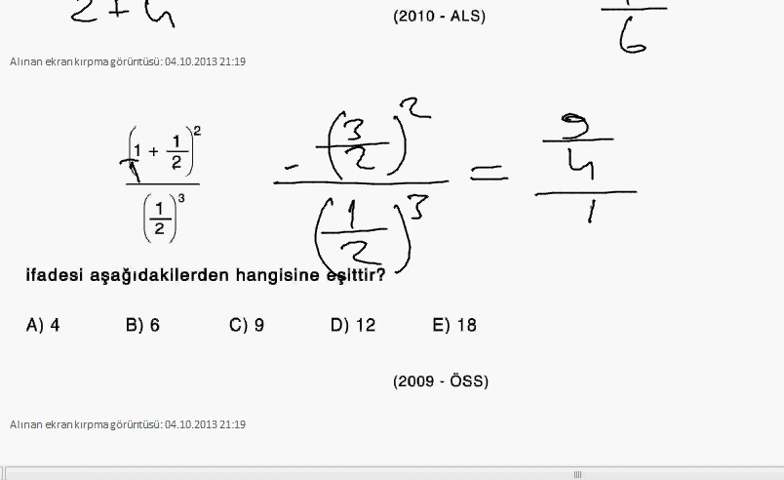 2+4
(2010 - ALS)
6
Alınan ekran kırpma görüntüsü: 04.10.2013 21:19
(1 + 1/2)^2 / (1/2)^3
-(3/2)^2 / (1/2)^3 = 9/4 / 1
ifadesi aşağıdakilerden hangisine eşittir?
A) 4 B) 6 C) 9 D) 12 E) 18
(2009 - ÖSS)
Alınan ekran kırpma görüntüsü: 04.10.2013 21:19